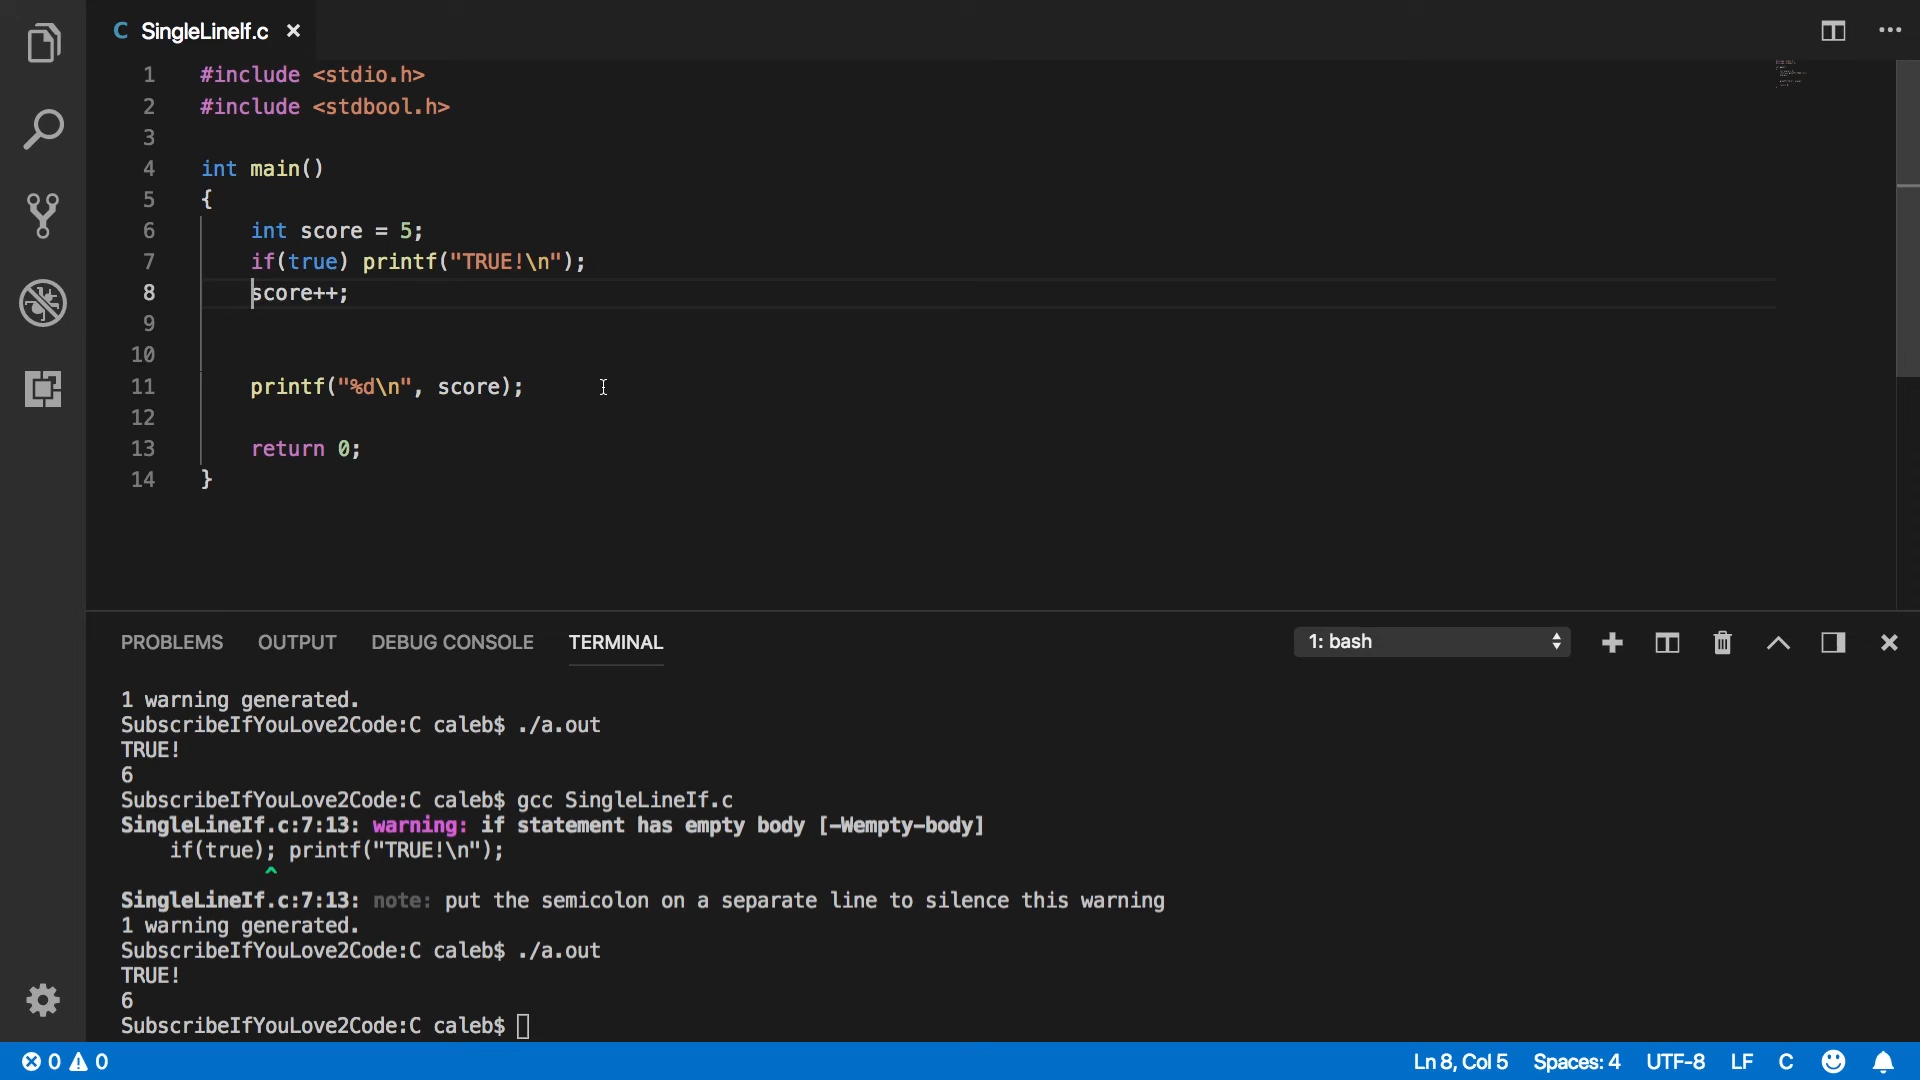 C SingleLineIf.c
1 #include <stdio.h>
2 #include <stdbool.h>
3
4 int main()
5 {
6 int score = 5;
7 if(true) printf("TRUE!\n");
8 score++;
9
10
11 printf("%d\n", score);
12
13 return 0;
14 }
PROBLEMS OUTPUT DEBUG CONSOLE TERMINAL 1: bash
1 warning generated.
SubscribeIfYouLove2Code:C caleb$ ./a.out
TRUE!
6
SubscribeIfYouLove2Code:C caleb$ gcc SingleLineIf.c
SingleLineIf.c:7:13: warning: if statement has empty body [-Wempty-body]
if(true); printf("TRUE!\n");
^
SingleLineIf.c:7:13: note: put the semicolon on a separate line to silence this warning
1 warning generated.
SubscribeIfYouLove2Code:C caleb$ ./a.out
TRUE!
6
SubscribeIfYouLove2Code:C caleb$
0 0 Ln 8, Col 5 Spaces: 4 UTF-8 LF C